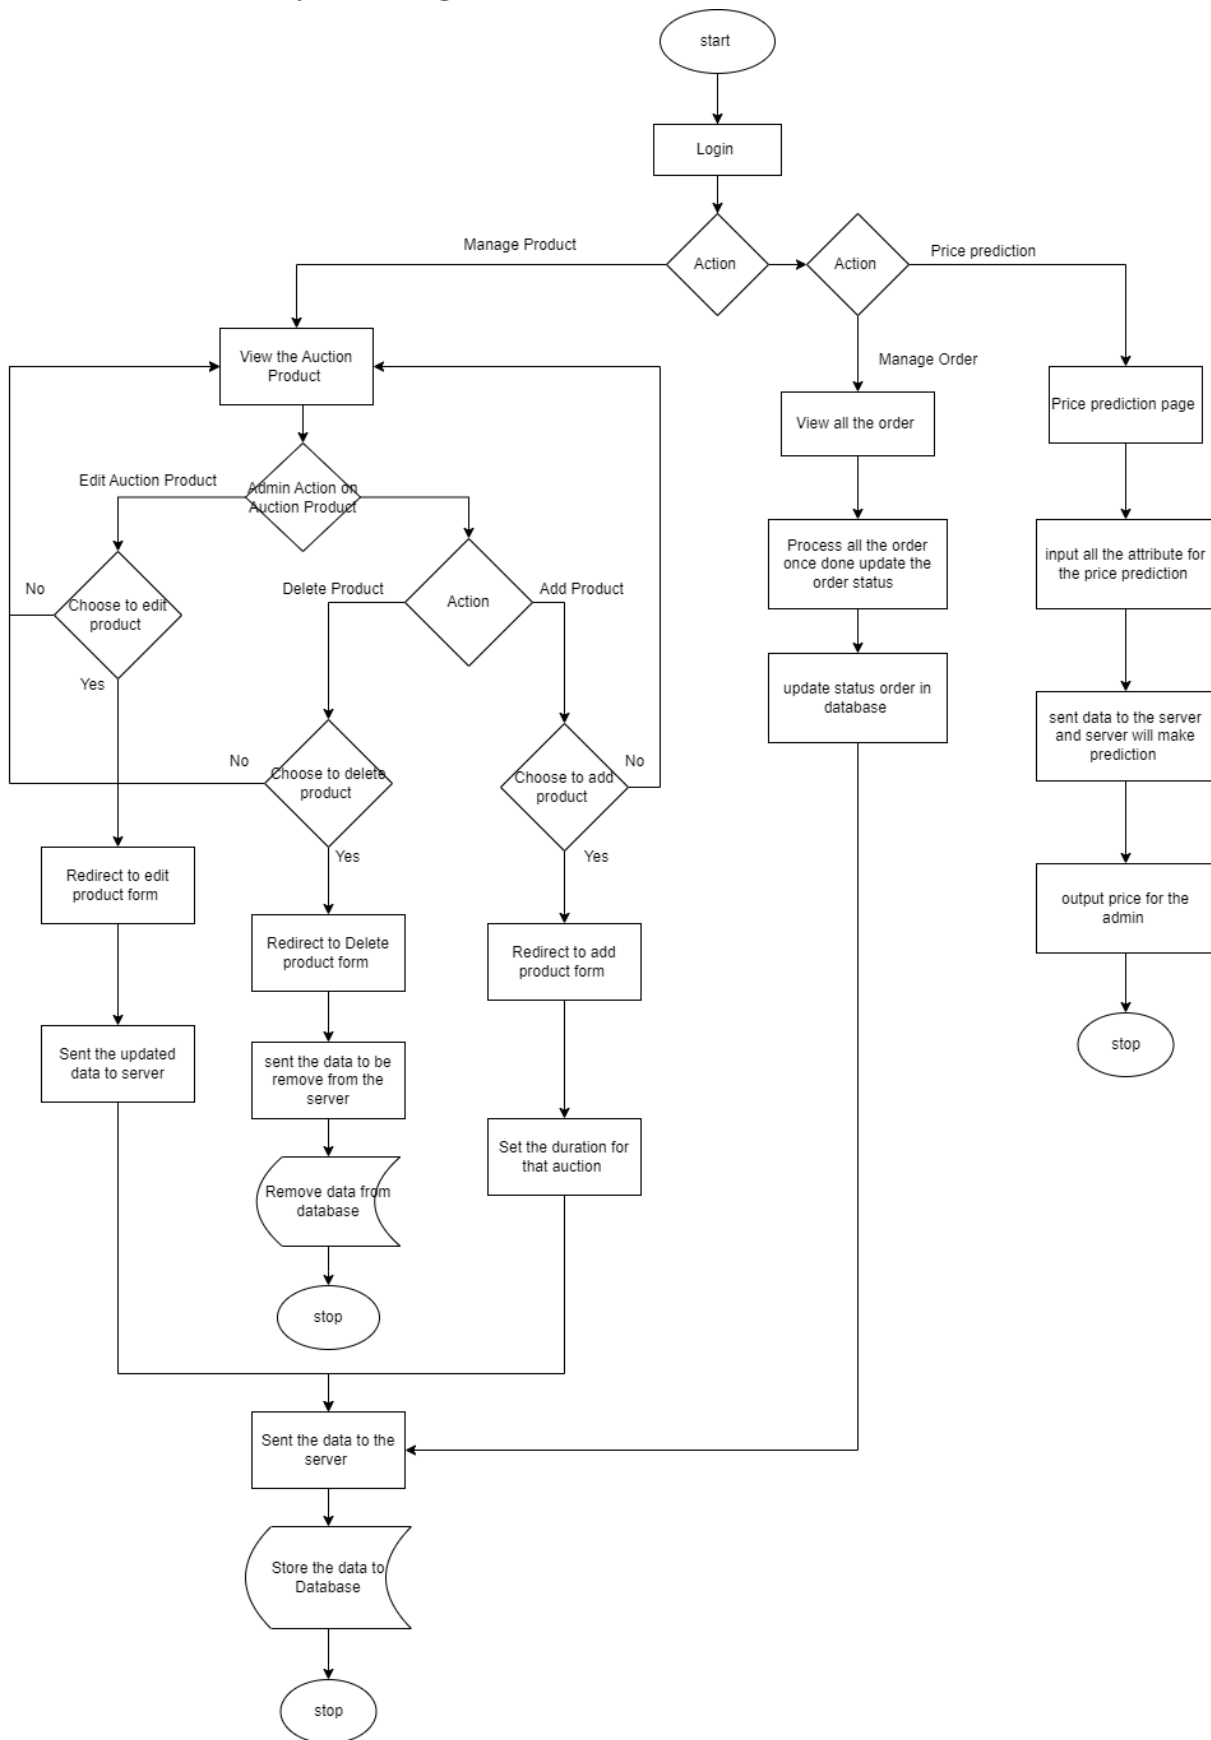 start
Login
Manage Product
Action
Action
Price prediction
View the Auction
Product
Manage Order
Price prediction page
View all the order
Edit Auction Product
Admin Action on
Auction Product
Process all the order
once done update the
order status
input all the attribute for
the price prediction
No
Choose to edit
product
Delete Product
Action
Add Product
Yes
update status order in
database
sent data to the server
and server will make
prediction
No
Choose to delete
product
Choose to add
product
No
Yes
Yes
Redirect to edit
product form
output price for the
admin
Redirect to Delete
product form
Redirect to add
product form
stop
Sent the updated
data to server
sent the data to be
remove from the
server
Set the duration for
that auction
Remove data from
database
stop
Sent the data to the
server
Store the data to
Database
stop